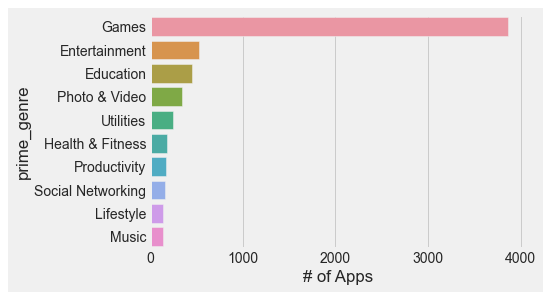 prime_genre
Games
Entertainment
Education
Photo & Video
Utilities
Health & Fitness
Productivity
Social Networking
Lifestyle
Music
0 1000 2000 3000 4000
# of Apps